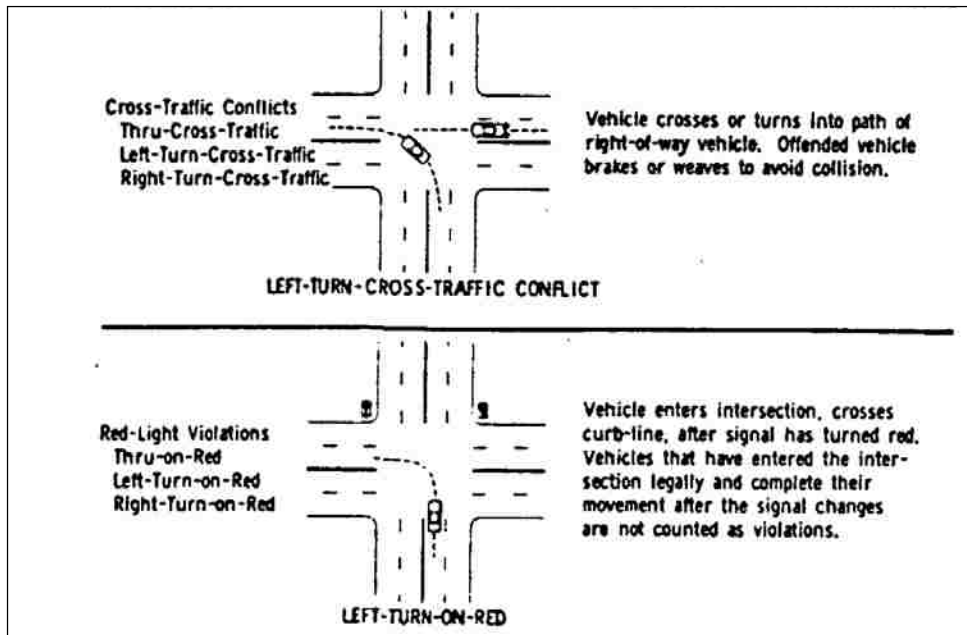 Cross-Traffic Conflicts
Thru-Cross-Traffic
Left-Turn-Cross-Traffic
Right-Turn-Cross-Traffic
Vehicle crosses or turns into path of
right-of-way vehicle. Offended vehicle
brakes or weaves to avoid collision.
LEFT-TURN-CROSS-TRAFFIC CONFLICT
Red-Light Violations
Thru-on-Red
Left-Turn-on-Red
Right-Turn-on-Red
Vehicle enters intersection, crosses
curb-line, after signal has turned red.
Vehicles that have entered the inter-
section legally and complete their
movement after the signal changes
are not counted as violations.
LEFT-TURN-ON-RED